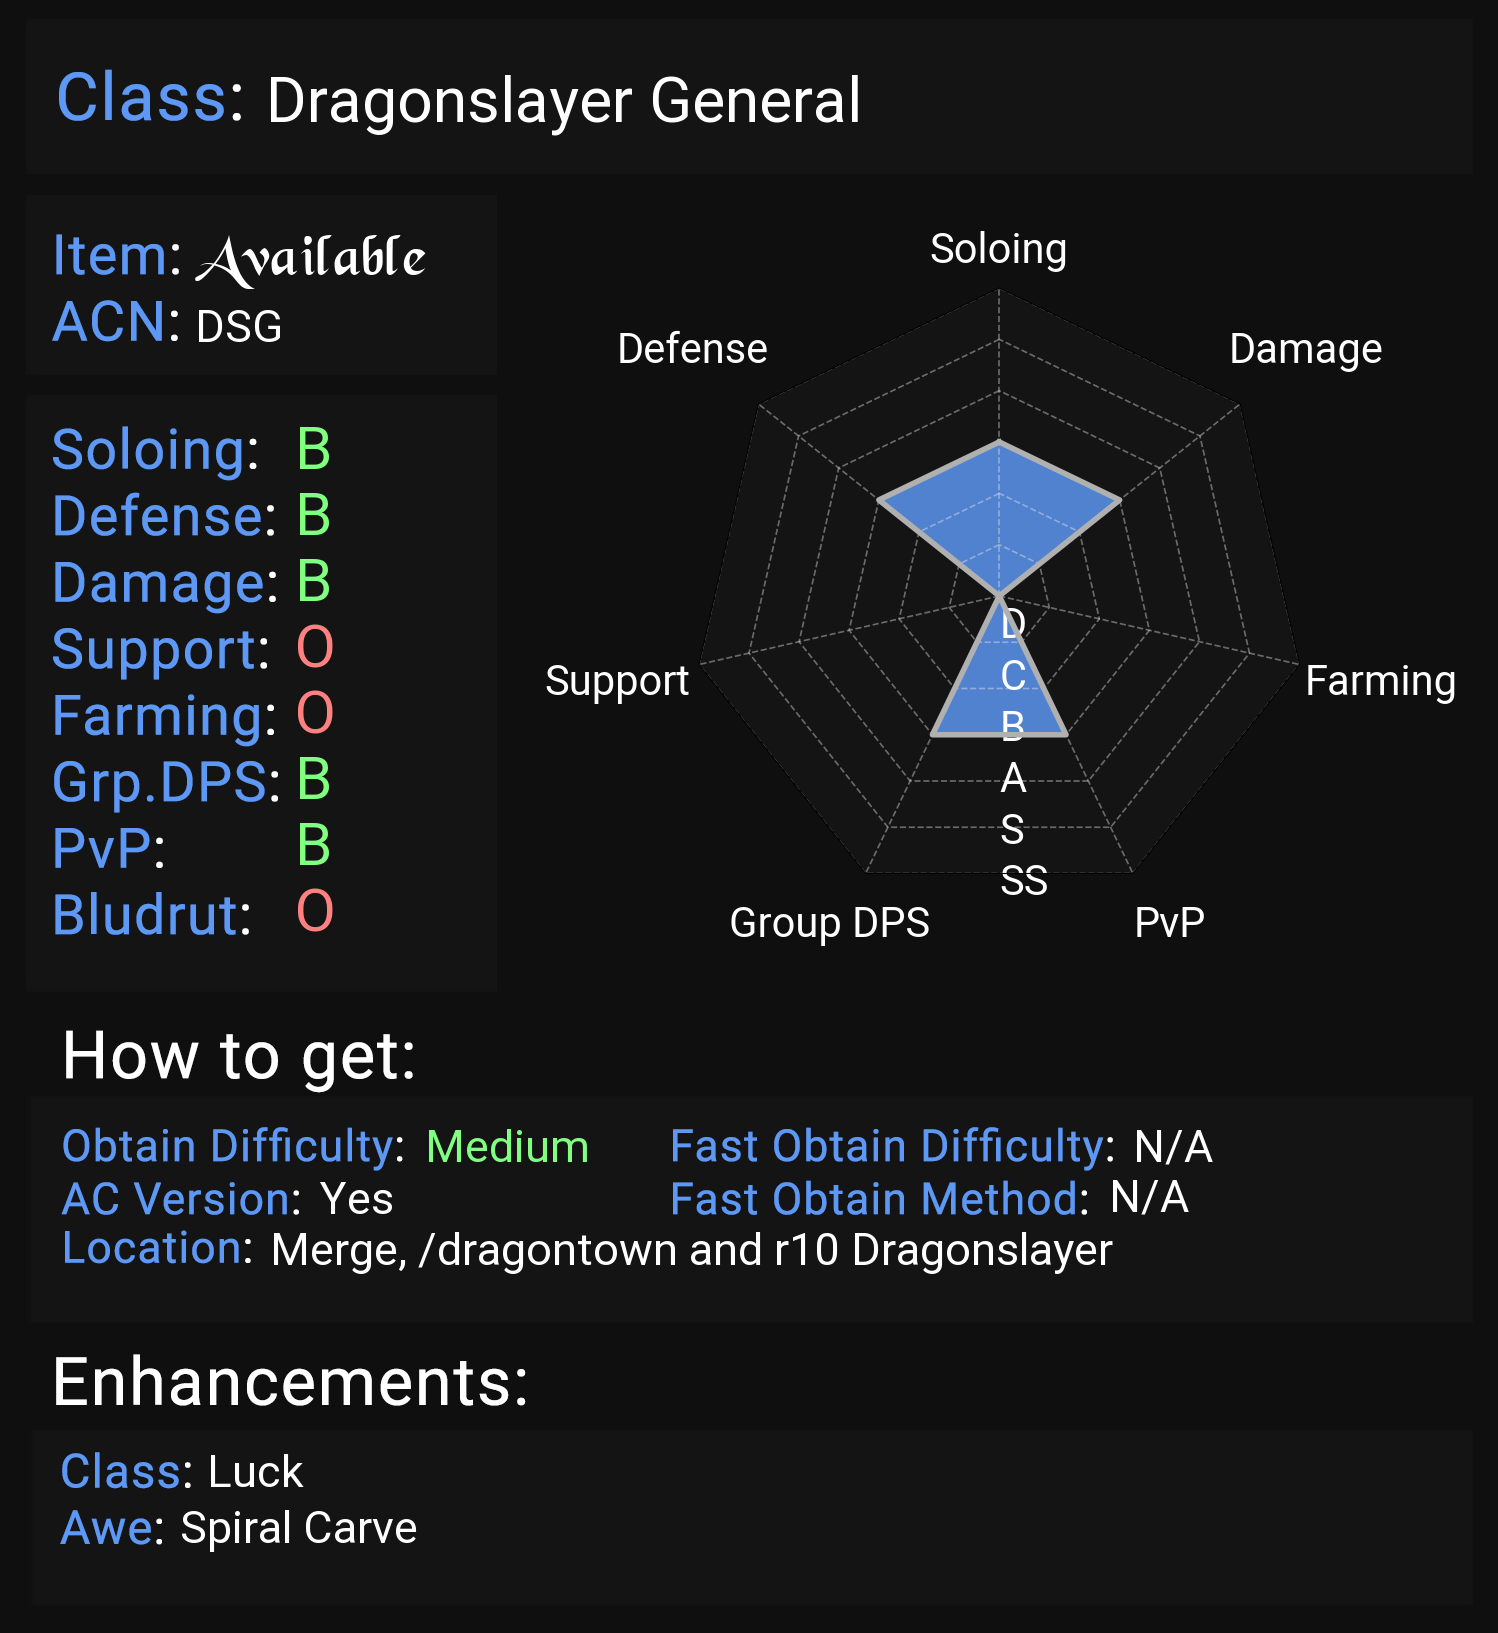 Class: Dragonslayer General
Item: Available
ACN: DSG
Soloing: B
Defense: B
Damage: B
Support: O
Farming: O
Grp.DPS: B
PvP: B
Bludrut: O
Soloing
Defense
Damage
Support
Farming
D
C
B
A
S
SS
Group DPS
PvP
How to get:
Obtain Difficulty: Medium
Fast Obtain Difficulty: N/A
AC Version: Yes
Fast Obtain Method: N/A
Location: Merge, /dragontown and r10 Dragonslayer
Enhancements:
Class: Luck
Awe: Spiral Carve